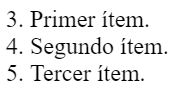 3. Primer ítem.
4. Segundo ítem.
5. Tercer ítem.